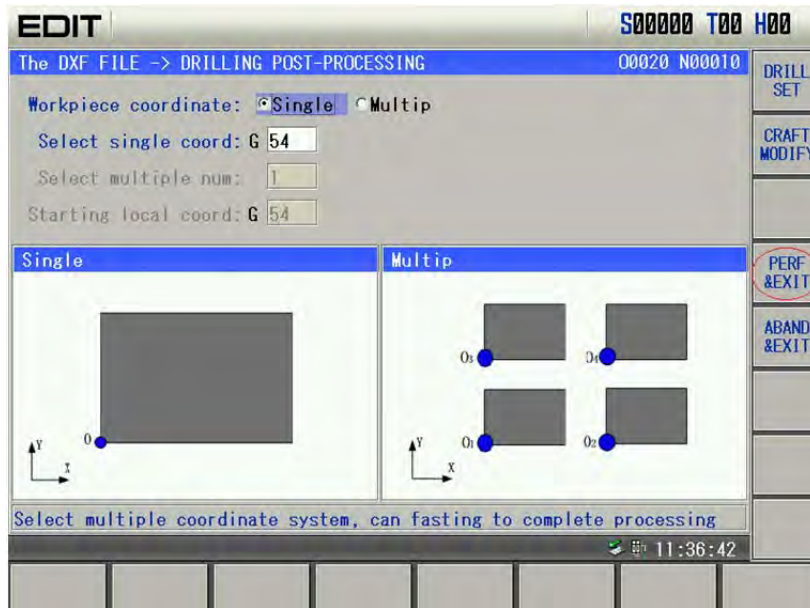 EDIT
S00000 T00 H00
The DXF FILE -> DRILLING POST-PROCESSING
O0020 N00010
Workpiece coordinate: Single Multip
Select single coord: G 54
Select multiple num: 1
Starting local coord: G 54
Single
Multip
O
Y
X
O3
O4
O1
O2
Y
X
Select multiple coordinate system, can fasting to complete processing
11:36:42
DRILL
SET
CRAFT
MODIFY
PERF
&EXIT
ABAND
&EXIT